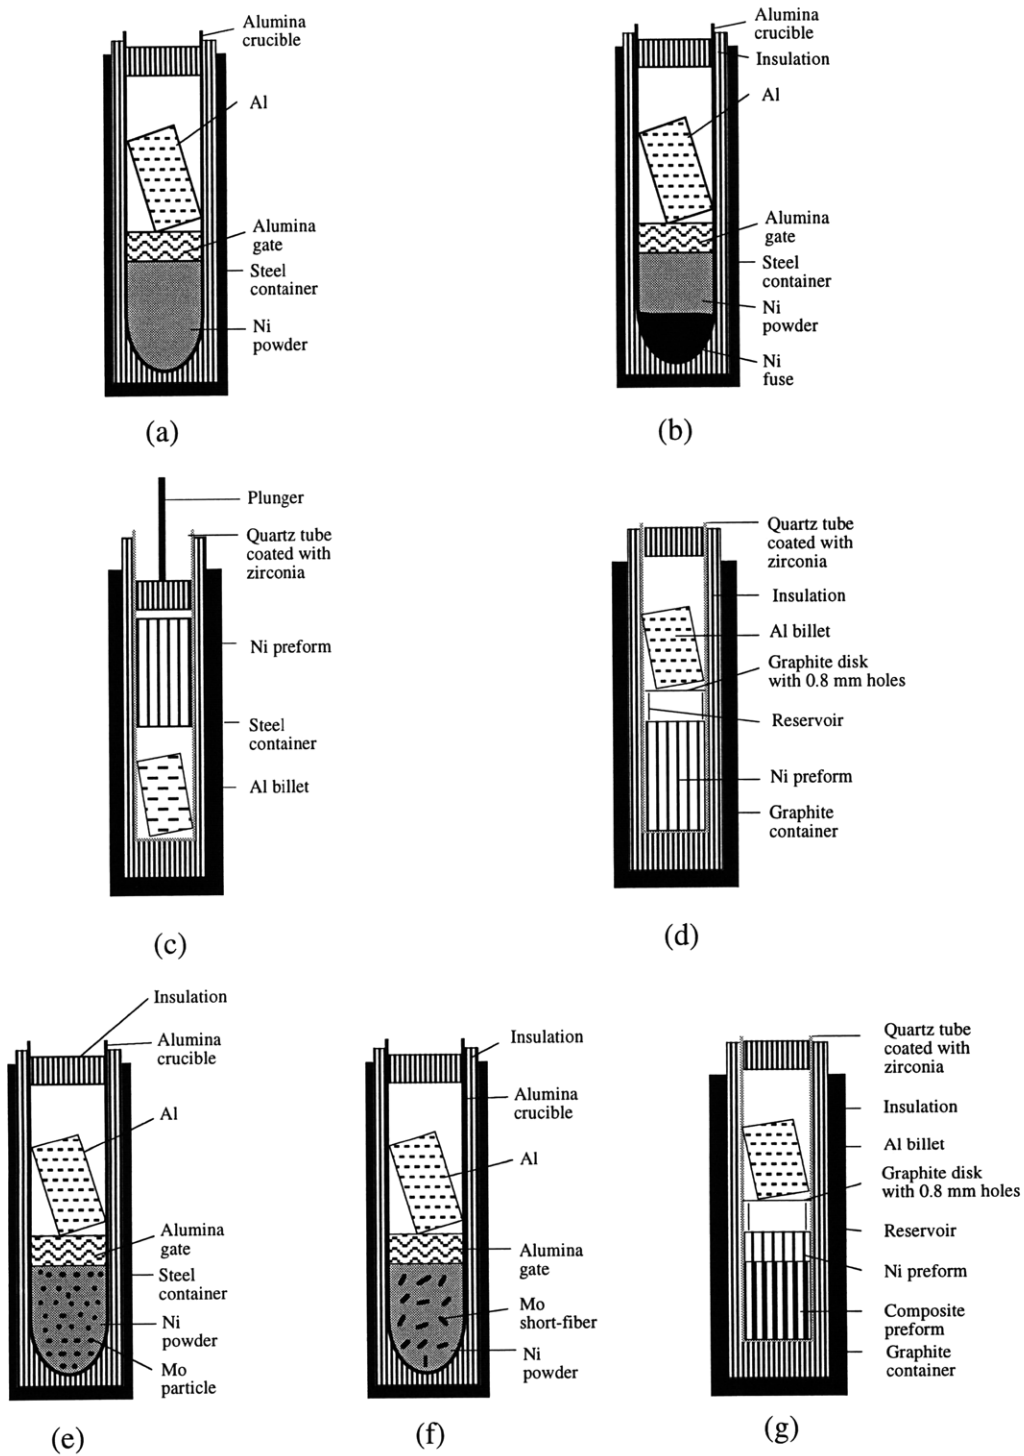 Alumina
crucible
Al
Alumina
gate
Steel
container
Ni
powder
(a)
Alumina
crucible
Insulation
Al
Alumina
gate
Steel
container
Ni
powder
Ni
fuse
(b)
Plunger
Quartz tube
coated with
zirconia
Ni preform
Steel
container
Al billet
(c)
Quartz tube
coated with
zirconia
Insulation
Al billet
Graphite disk
with 0.8 mm holes
Reservoir
Ni preform
Graphite
container
(d)
Insulation
Alumina
crucible
Al
Alumina
gate
Steel
container
Ni
powder
Mo
particle
(e)
Insulation
Alumina
crucible
Al
Alumina
gate
Mo
short-fiber
Ni
powder
(f)
Quartz tube
coated with
zirconia
Insulation
Al billet
Graphite disk
with 0.8 mm holes
Reservoir
Ni preform
Composite
preform
Graphite
container
(g)